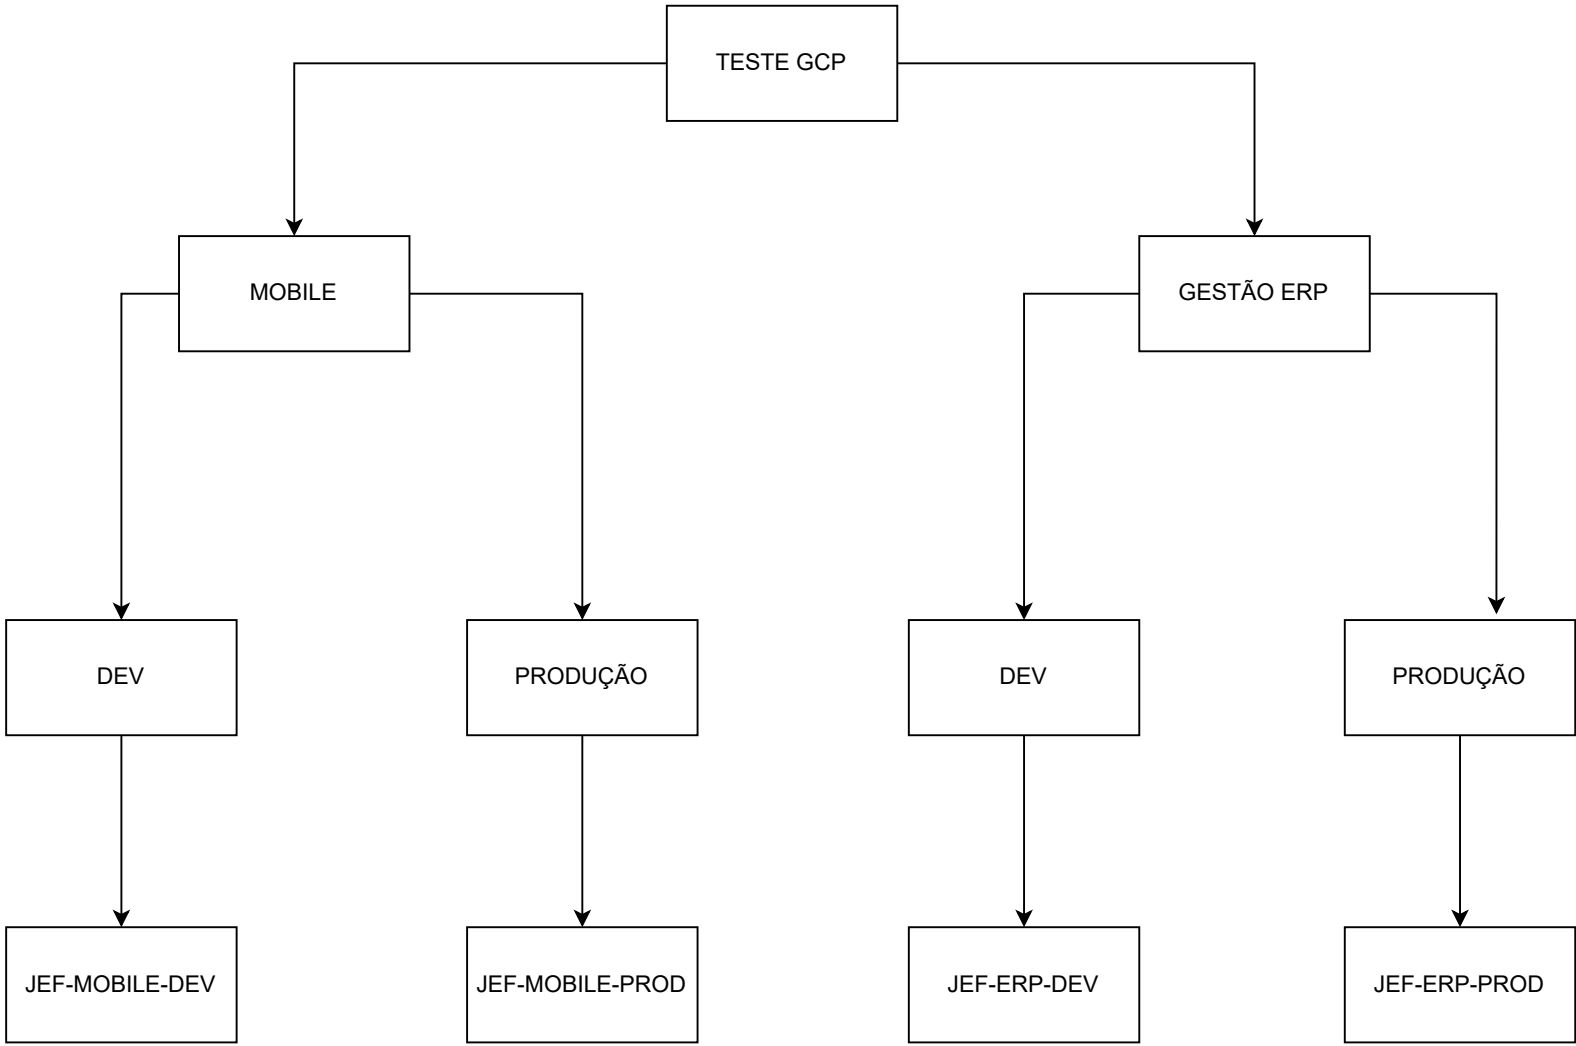 TESTE GCP
MOBILE
GESTÃO ERP
DEV
PRODUÇÃO
DEV
PRODUÇÃO
JEF-MOBILE-DEV
JEF-MOBILE-PROD
JEF-ERP-DEV
JEF-ERP-PROD